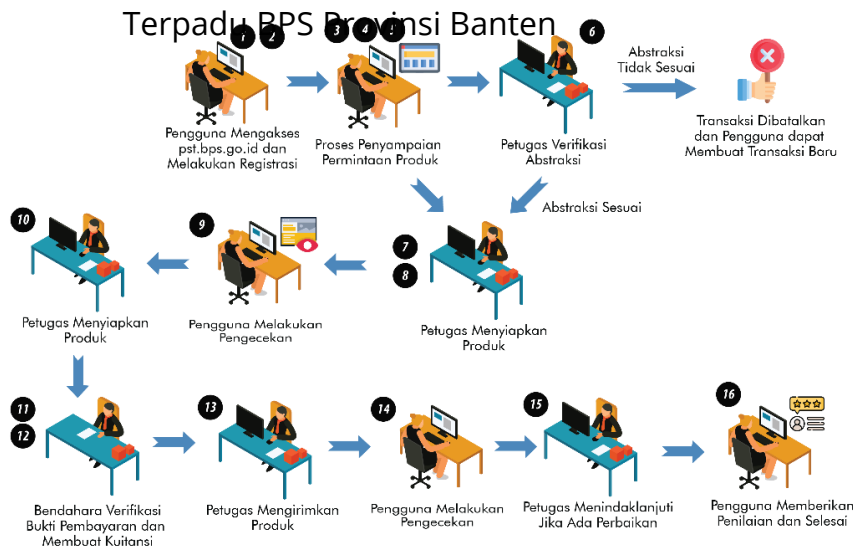 Terpadu BPS Provinsi Banten
1 2
3 4 5
6
Abstraksi
Tidak Sesuai
Pengguna Mengakses
pst.bps.go.id dan
Melakukan Registrasi
Proses Penyampaian
Permintaan Produk
Petugas Verifikasi
Abstraksi
Transaksi Dibatalkan
dan Pengguna dapat
Membuat Transaksi Baru
Abstraksi Sesuai
7
8
Petugas Menyiapkan
Produk
9
Pengguna Melakukan
Pengecekan
10
Petugas Menyiapkan
Produk
11
12
Bendahara Verifikasi
Bukti Pembayaran dan
Membuat Kuitansi
13
Petugas Mengirimkan
Produk
14
Pengguna Melakukan
Pengecekan
15
Petugas Menindaklanjuti
Jika Ada Perbaikan
16
Pengguna Memberikan
Penilaian dan Selesai